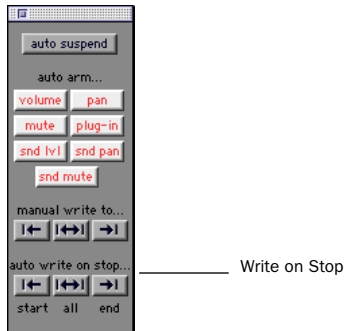 auto suspend
auto arm...
volume pan
mute plug-in
snd lvl snd pan
snd mute
manual write to...
auto write on stop...
Write on Stop
start all end